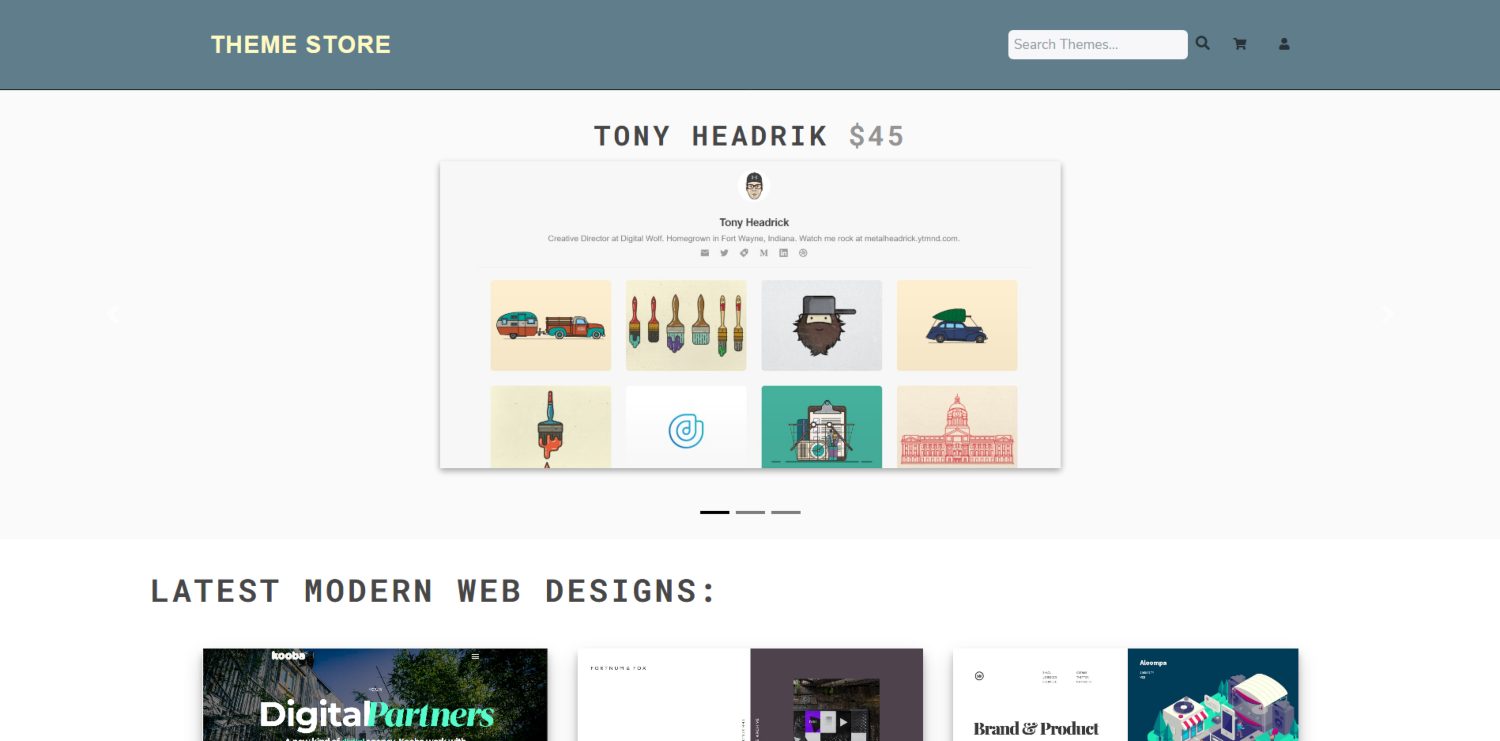 THEME STORE
Search Themes...
TONY HEADRIK $45
Tony Headrick
Creative Director at Digital Wolf. Homegrown in Fort Wayne, Indiana. Watch me rock at metalheadrick.ytmnd.com.
LATEST MODERN WEB DESIGNS:
kooba
Digital Partners
FORTNUM & FOX
Aleompa
Brand & Product